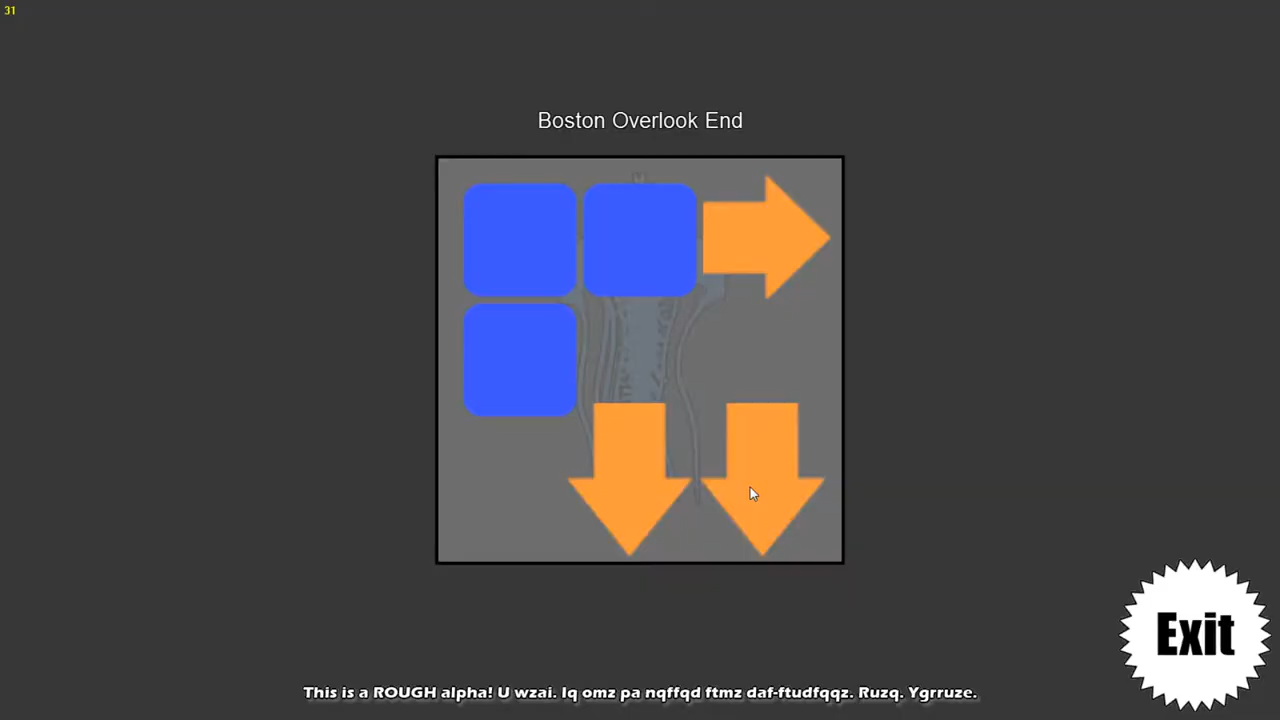 31
Boston Overlook End
Exit
This is a ROUGH alpha! U wzai. Iq omz pa nqffqd ftmz daf-ftudfqqz. Ruzq. Ygrruze.